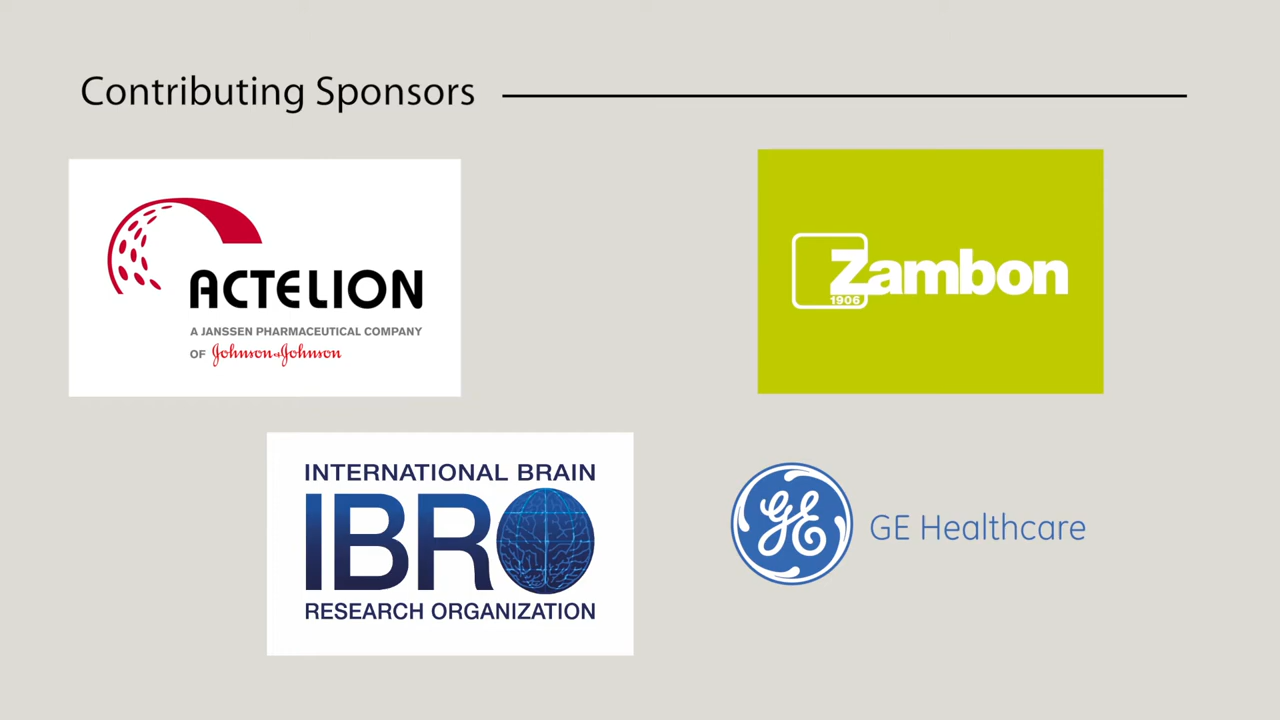 Contributing Sponsors
ACTELION
A JANSSEN PHARMACEUTICAL COMPANY
OF Johnson & Johnson
Zambon
1906
INTERNATIONAL BRAIN
IBRO
RESEARCH ORGANIZATION
GE GE Healthcare